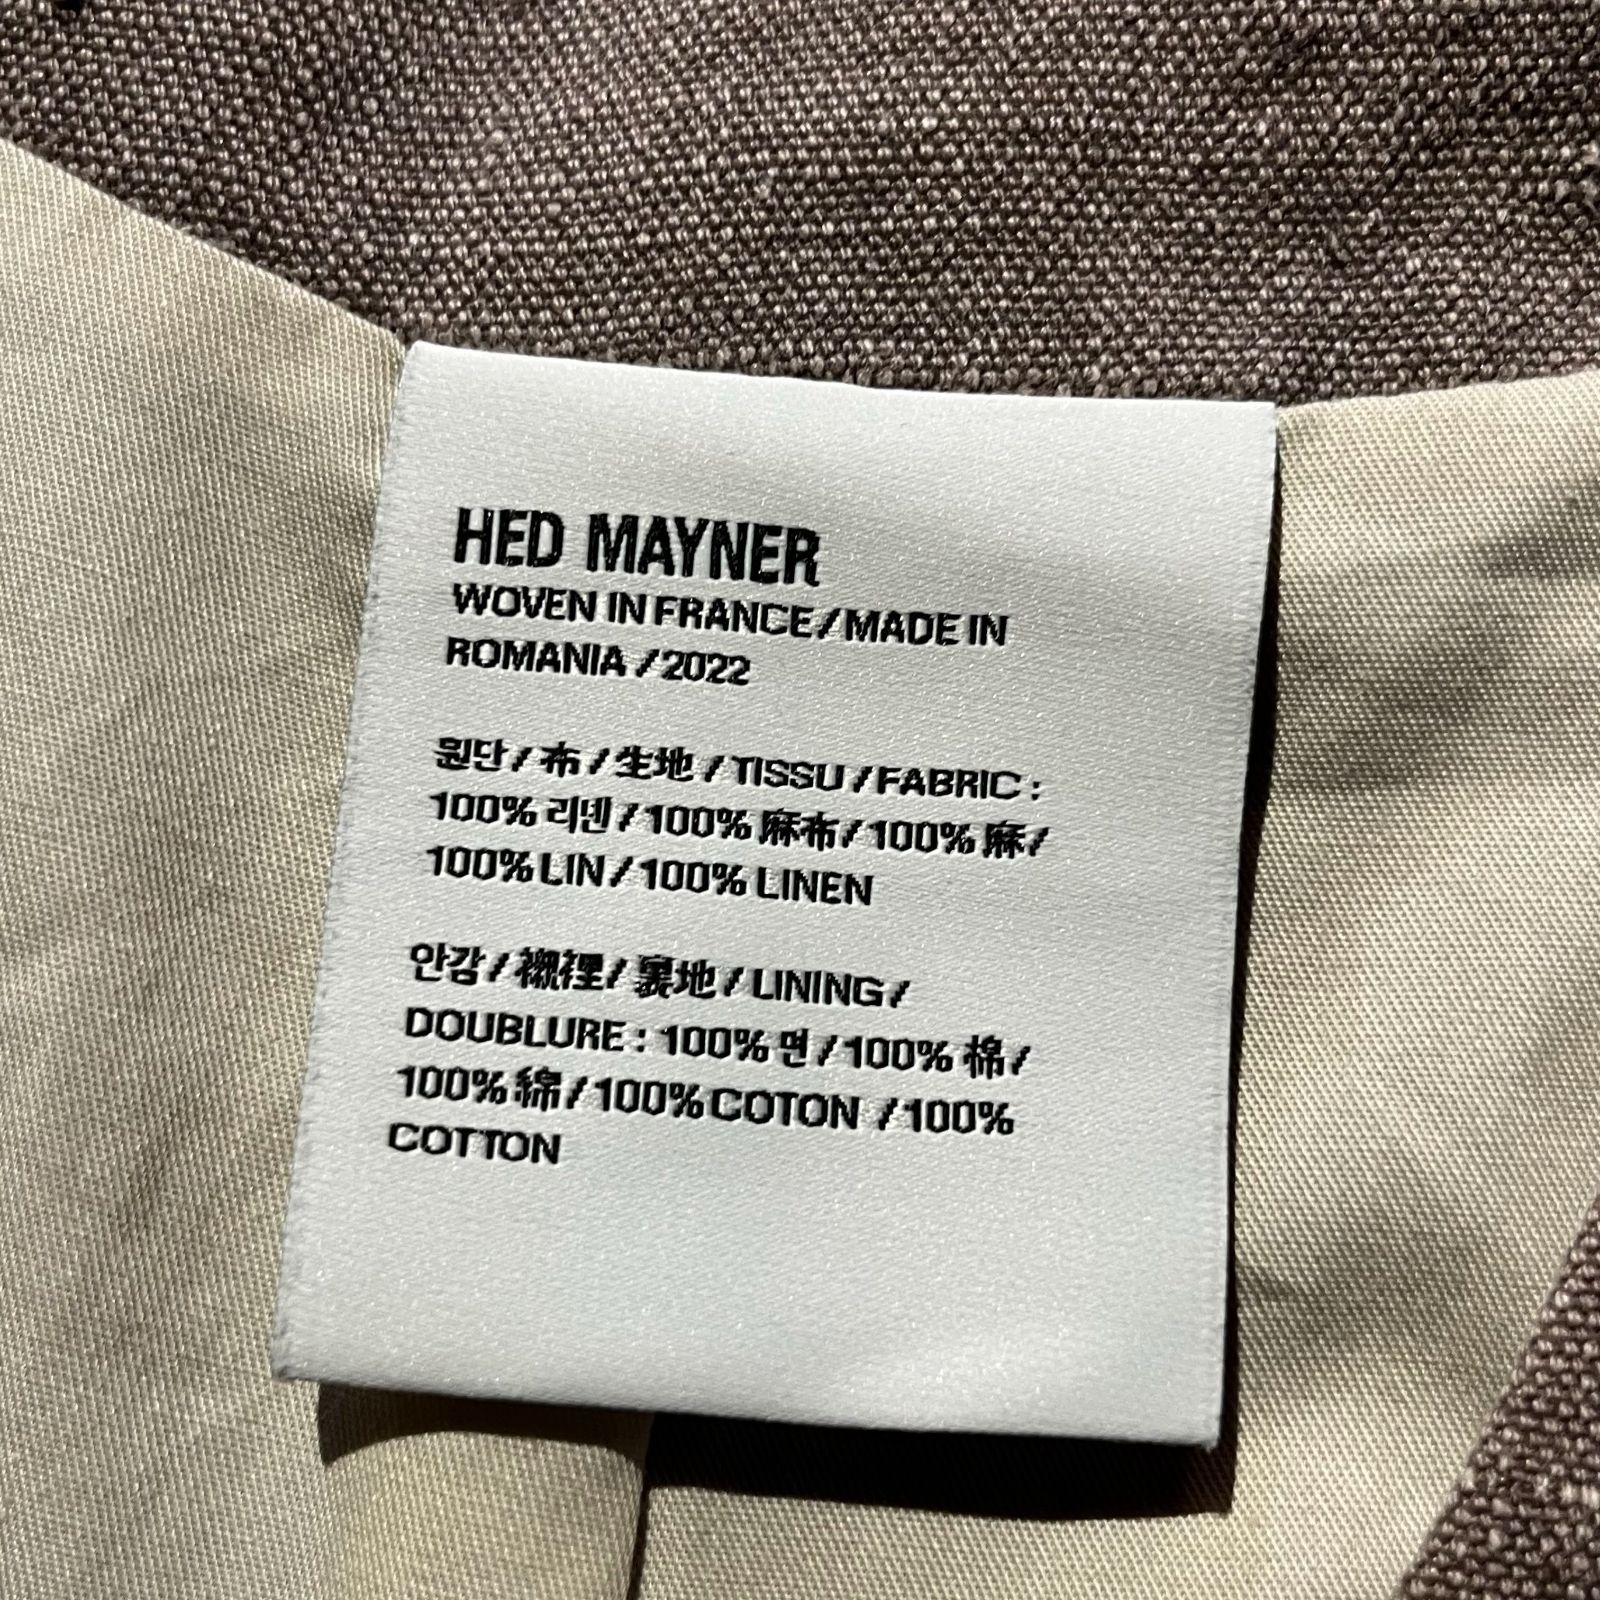 HED MAYNER
WOVEN IN FRANCE / MADE IN
ROMANIA / 2022
원단 / 布 / 生地 / TISSU / FABRIC :
100% 리넨 / 100% 麻布 / 100% 麻 /
100% LIN / 100% LINEN
안감 / 襯裡 / 裏地 / LINING /
DOUBLURE : 100% 면 / 100% 棉 /
100% 綿 / 100% COTON / 100%
COTTON